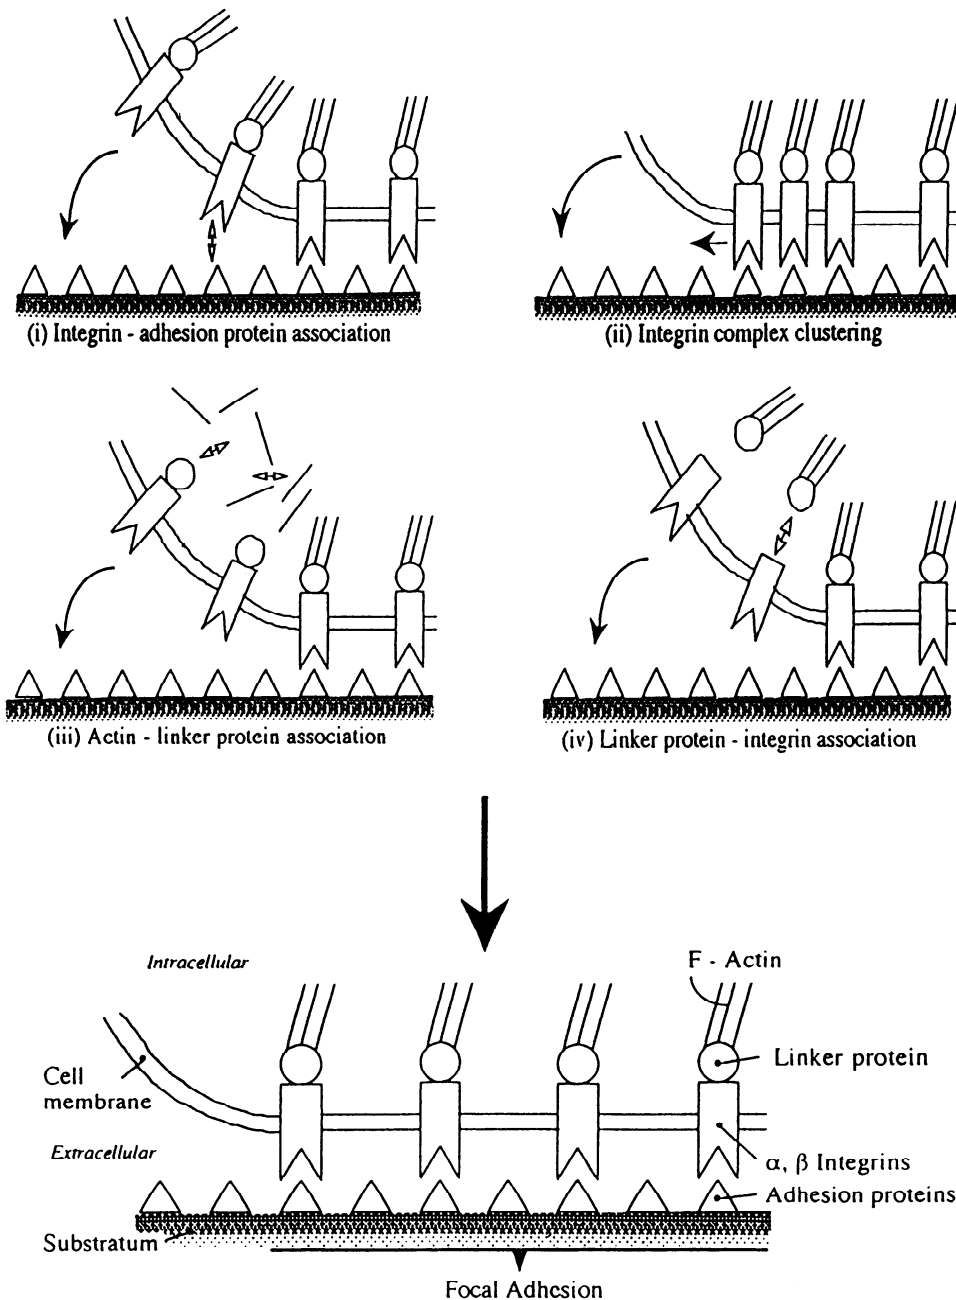 (i) Integrin - adhesion protein association
(ii) Integrin complex clustering
(iii) Actin - linker protein association
(iv) Linker protein - integrin association
Intracellular
F - Actin
Linker protein
Cell
membrane
Extracellular
α, β Integrins
Adhesion proteins
Substratum
Focal Adhesion